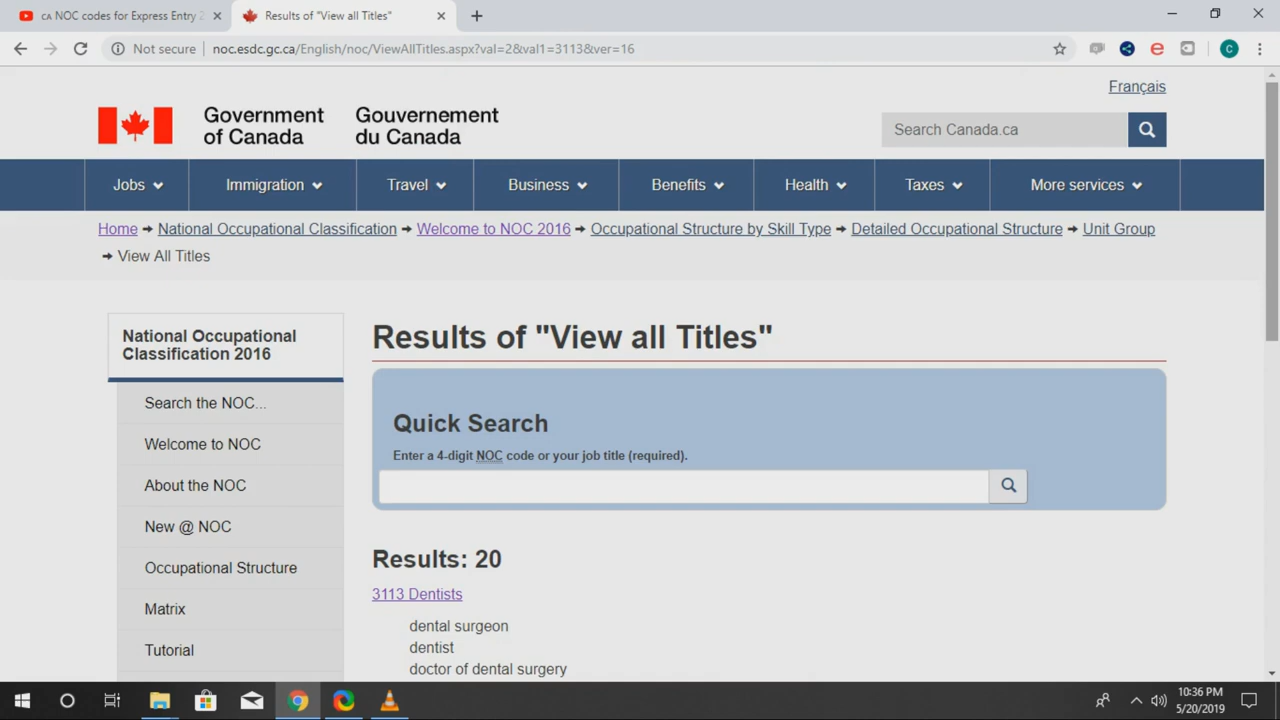 CA NOC codes for Express Entry 2
Results of "View all Titles"
Not secure
noc.esdc.gc.ca/English/noc/ViewAllTitles.aspx?val=2&val1=3113&ver=16
C
Français
Government of Canada
Gouvernement du Canada
Search Canada.ca
Jobs Immigration Travel Business Benefits Health Taxes More services
Home → National Occupational Classification → Welcome to NOC 2016 → Occupational Structure by Skill Type → Detailed Occupational Structure → Unit Group
→ View All Titles
National Occupational
Classification 2016
Search the NOC...
Welcome to NOC
About the NOC
New @ NOC
Occupational Structure
Matrix
Tutorial
Results of "View all Titles"
Quick Search
Enter a 4-digit NOC code or your job title (required).
Results: 20
3113 Dentists
dental surgeon
dentist
doctor of dental surgery
10:36 PM
5/20/2019